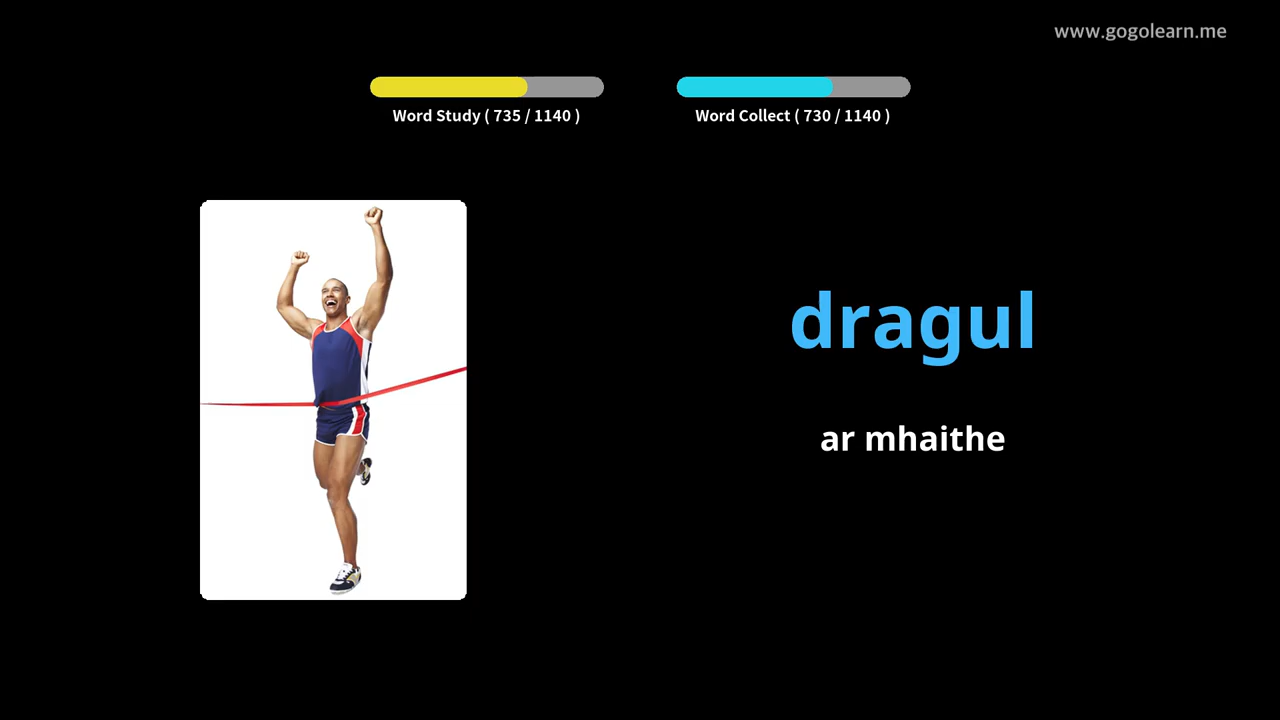 www.gogolearn.me
Word Study ( 735 / 1140 )
Word Collect ( 730 / 1140 )
dragul
ar mhaithe